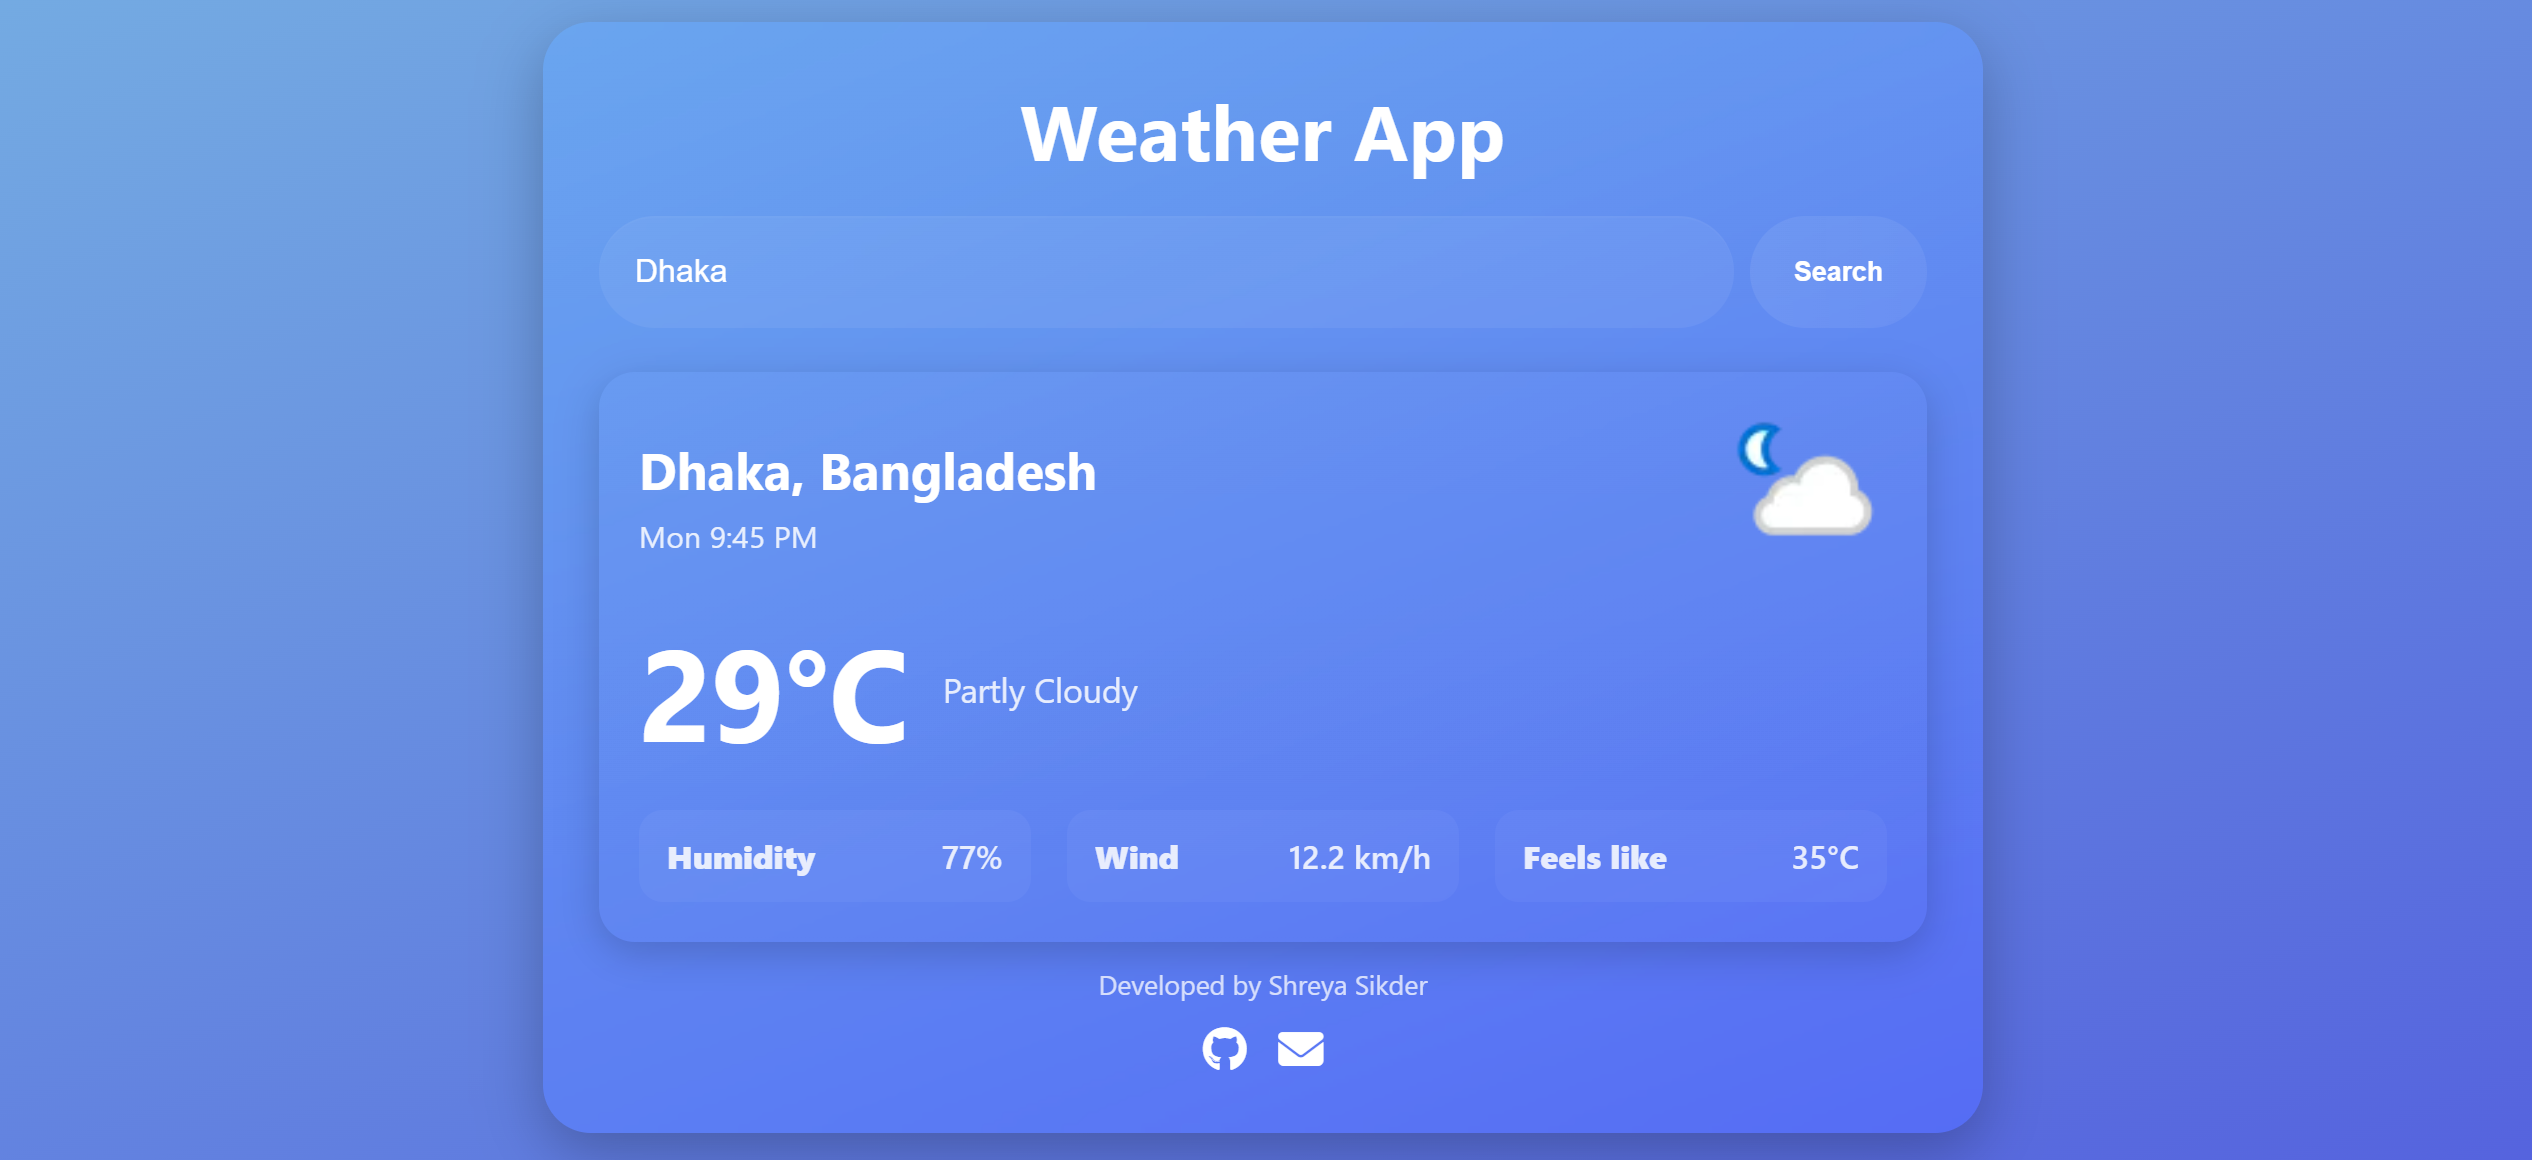 Weather App
Dhaka
Search
Dhaka, Bangladesh
Mon 9:45 PM
29°C
Partly Cloudy
Humidity 77%
Wind 12.2 km/h
Feels like 35°C
Developed by Shreya Sikder